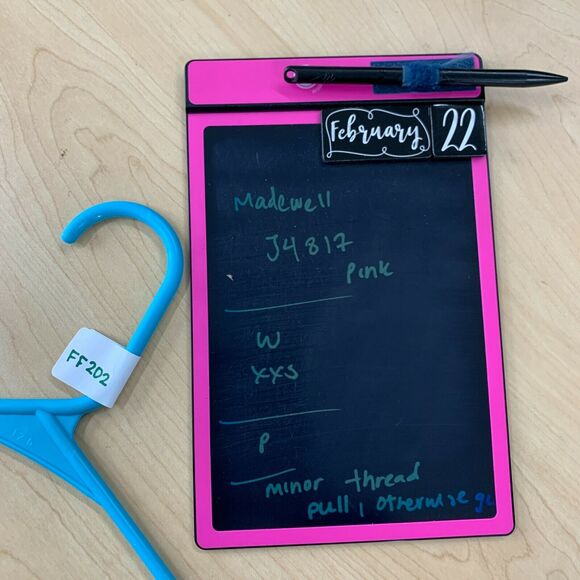 February 22
Madewell
J4817
pink
W
XXS
P
minor thread
pull, otherwise
FF202